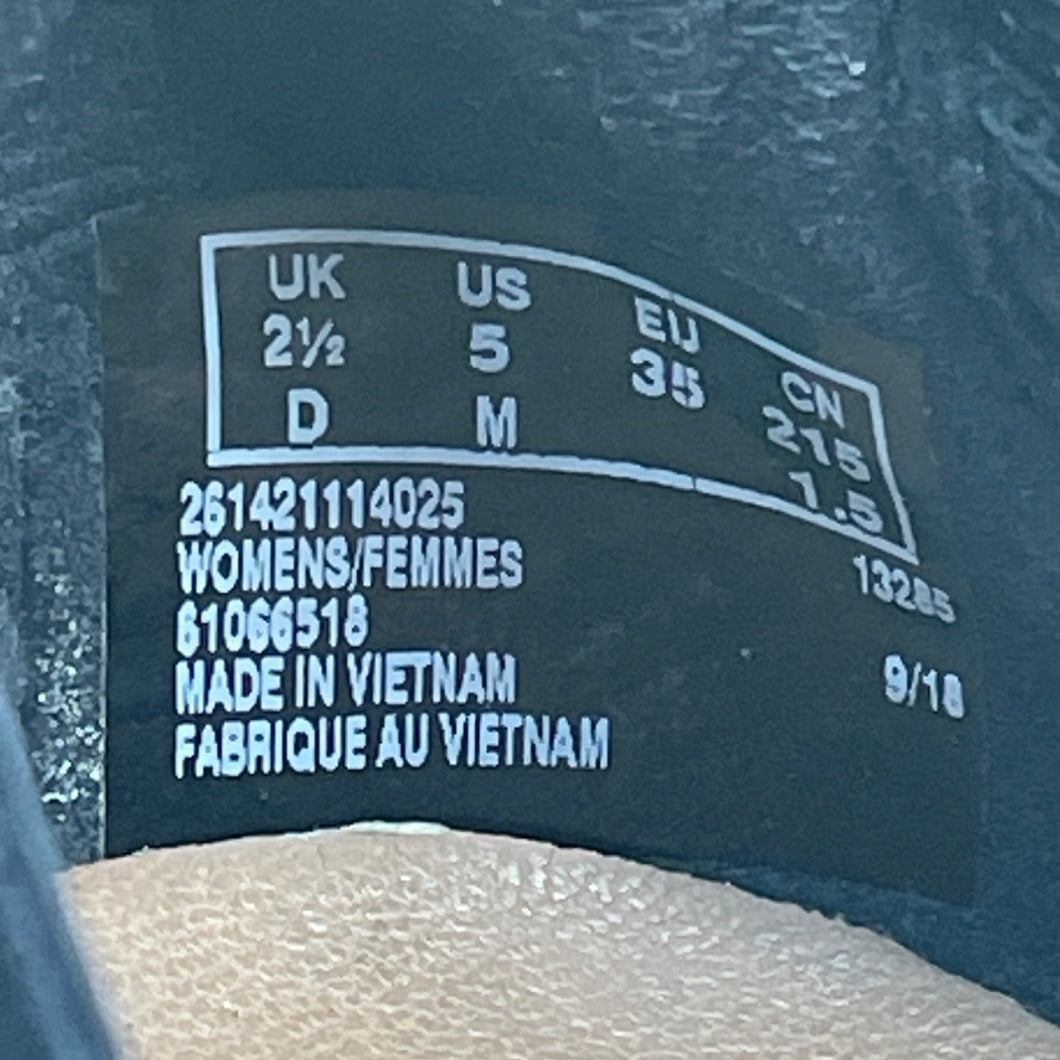 UK US EU CN
2½ 5 35 215
D M 1.5
261421114025
WOMENS/FEMMES 13285
61066518
MADE IN VIETNAM 9/18
FABRIQUE AU VIETNAM